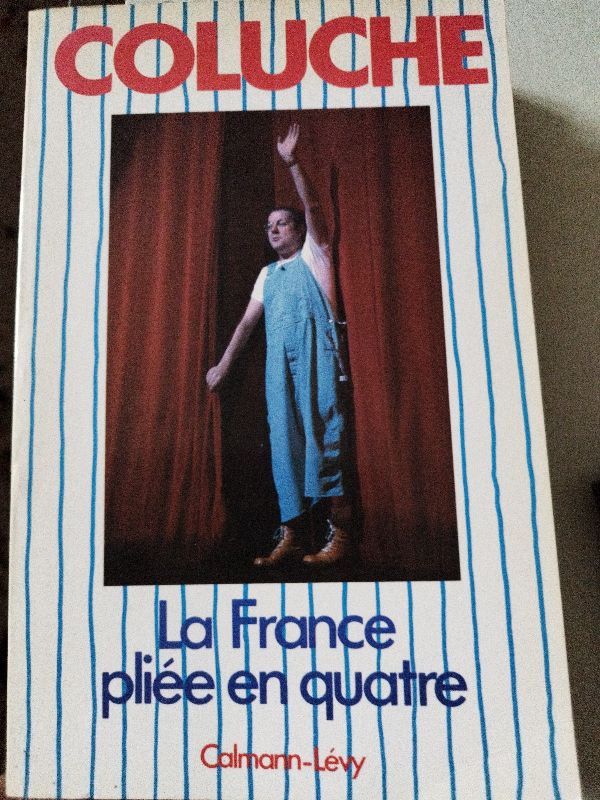 COLUCHE
La France
pliée en quatre
Calmann-Lévy